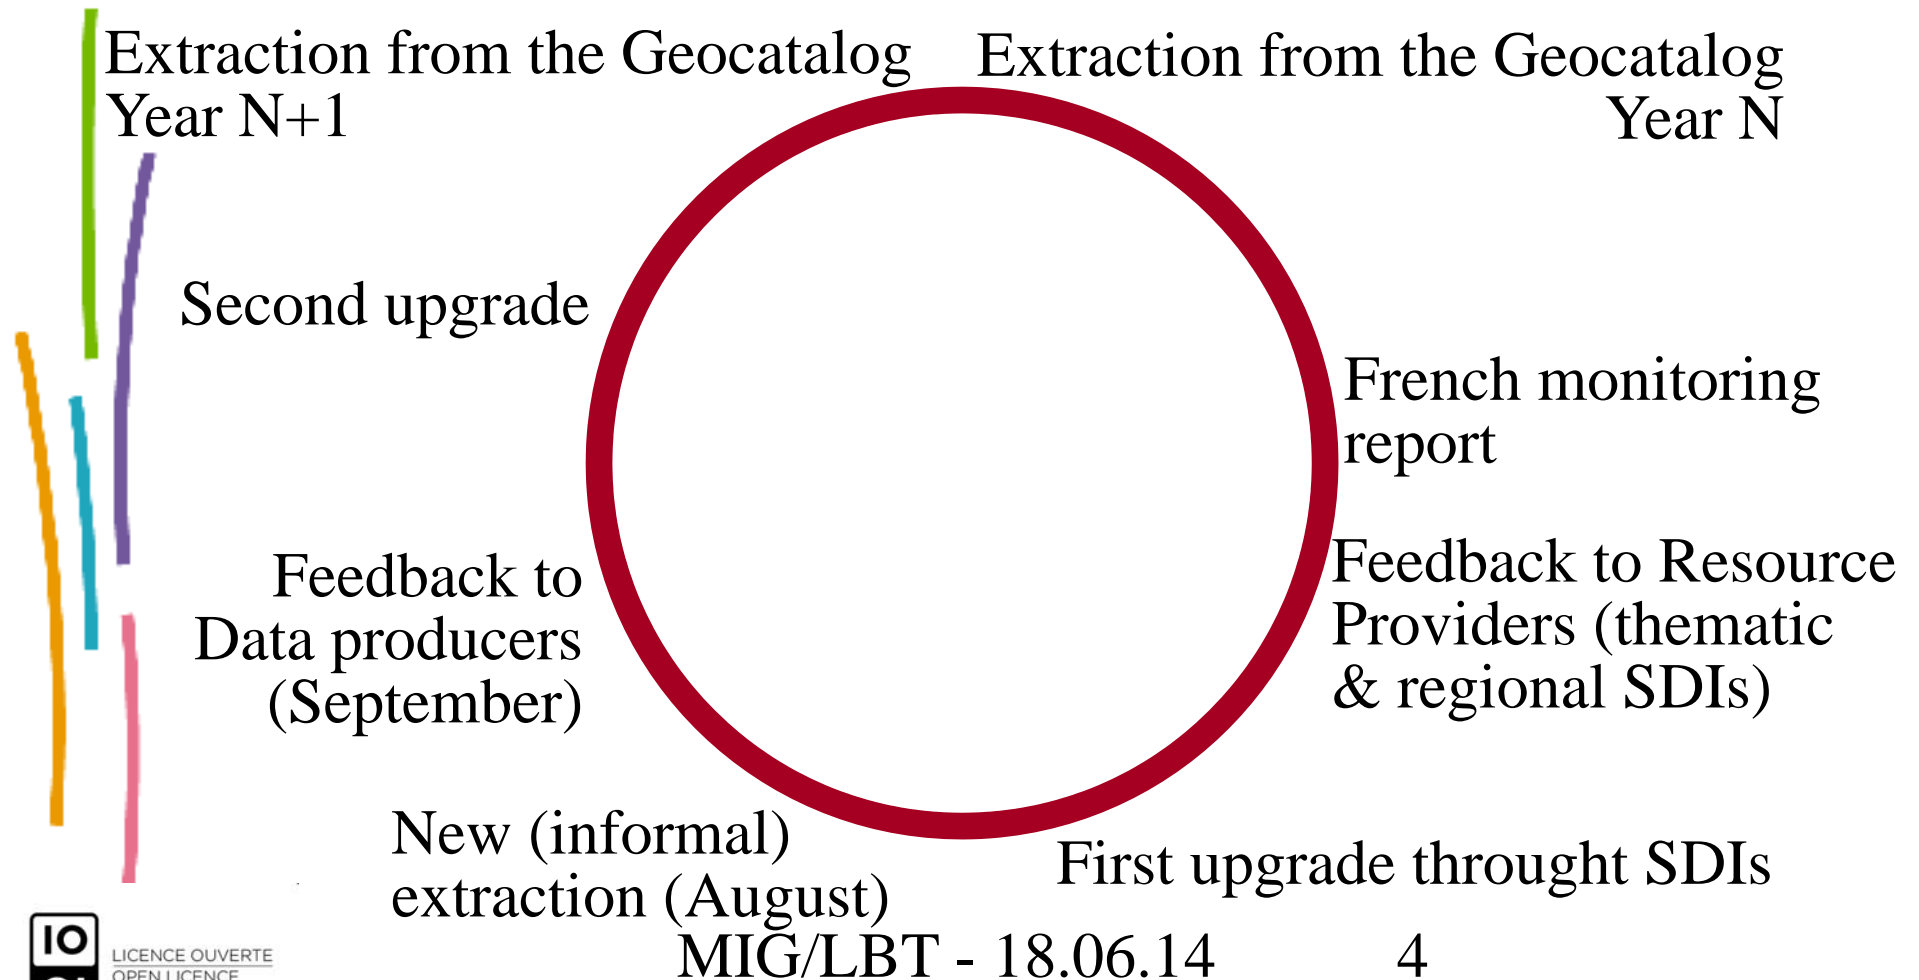 Extraction from the Geocatalog
Year N+1
Extraction from the Geocatalog
Year N
Second upgrade
French monitoring
report
Feedback to Resource
Providers (thematic
& regional SDIs)
Feedback to
Data producers
(September)
New (informal)
extraction (August)
First upgrade throught SDIs
MIG/LBT - 18.06.14
4
LICENCE OUVERTE
OPEN LICENCE